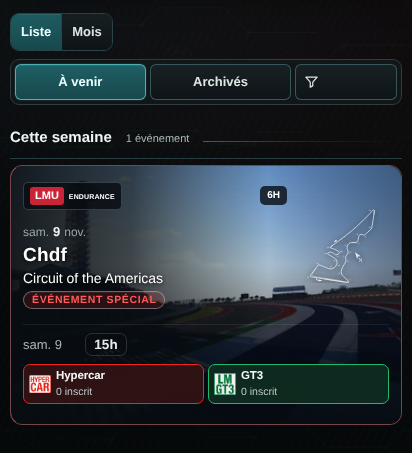 Liste Mois
À venir Archivés
Cette semaine 1 événement
LMU ENDURANCE 6H
sam. 9 nov.
Chdf
Circuit of the Americas
ÉVÉNEMENT SPÉCIAL
sam. 9 15h
HYPER CAR Hypercar 0 inscrit
LM GT3 GT3 0 inscrit